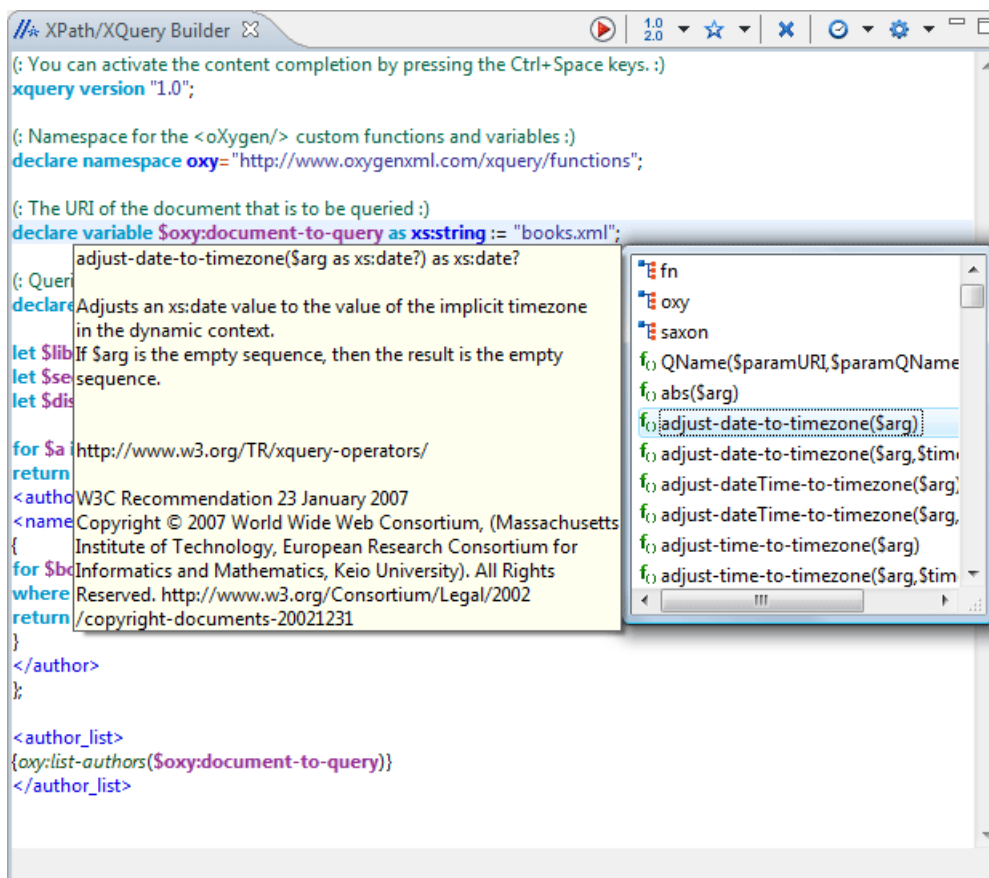 XPath/XQuery Builder
1.0
2.0
(: You can activate the content completion by pressing the Ctrl+Space keys. :)
xquery version "1.0";
(: Namespace for the <oXygen/> custom functions and variables :)
declare namespace oxy="http://www.oxygenxml.com/xquery/functions";
(: The URI of the document that is to be queried :)
declare variable $oxy:document-to-query as xs:string := "books.xml";
(: Queri
declare
let $lib
let $se
let $dis
for $a i
return
<autho
<name
{
for $bo
where
return
}
</author>
};
<author_list>
{oxy:list-authors($oxy:document-to-query)}
</author_list>
adjust-date-to-timezone($arg as xs:date?) as xs:date?
Adjusts an xs:date value to the value of the implicit timezone
in the dynamic context.
If $arg is the empty sequence, then the result is the empty
sequence.
http://www.w3.org/TR/xquery-operators/
W3C Recommendation 23 January 2007
Copyright © 2007 World Wide Web Consortium, (Massachusetts
Institute of Technology, European Research Consortium for
Informatics and Mathematics, Keio University). All Rights
Reserved. http://www.w3.org/Consortium/Legal/2002
/copyright-documents-20021231
fn
oxy
saxon
f() QName($paramURI,$paramQName
f() abs($arg)
f() adjust-date-to-timezone($arg)
f() adjust-date-to-timezone($arg,$tim
f() adjust-dateTime-to-timezone($arg)
f() adjust-dateTime-to-timezone($arg,
f() adjust-time-to-timezone($arg)
f() adjust-time-to-timezone($arg,$tim